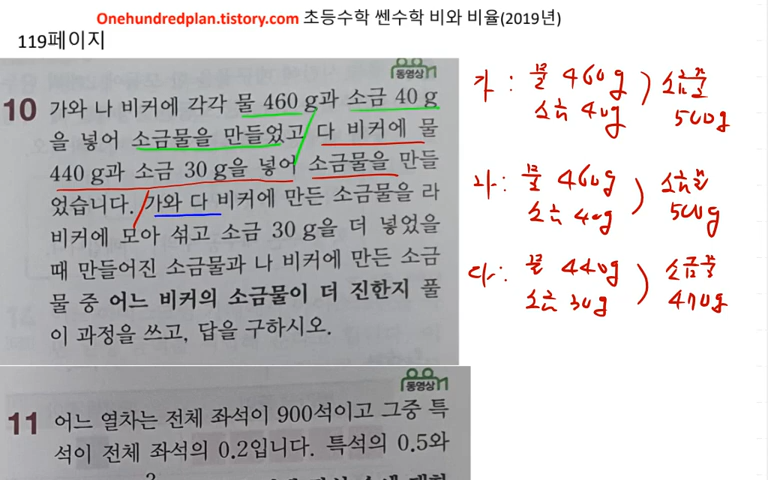 Onehundredplan.tistory.com 초등수학 쎈수학 비와 비율(2019년)
119페이지
동영상
10 가와 나 비커에 각각 물 460 g과 소금 40 g
을 넣어 소금물을 만들었고 다 비커에 물
440 g과 소금 30 g을 넣어 소금물을 만들
었습니다. 가와 다 비커에 만든 소금물을 라
비커에 모아 섞고 소금 30 g을 더 넣었을
때 만들어진 소금물과 나 비커에 만든 소금
물 중 어느 비커의 소금물이 더 진한지 풀
이 과정을 쓰고, 답을 구하시오.
동영상
11 어느 열차는 전체 좌석이 900석이고 그중 특
석이 전체 좌석의 0.2입니다. 특석의 0.5와
가 : 물 460g ) 소금물
소금 40g 500g
나 : 물 460g ) 소금물
소금 40g 500g
다 : 물 440g ) 소금물
소금 30g 470g